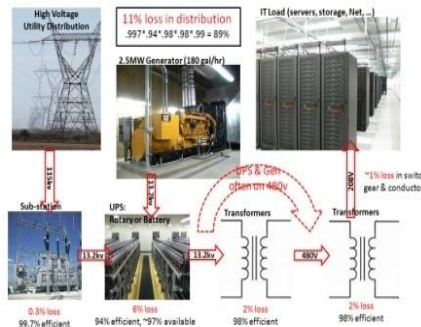 High Voltage
Utility Distribution
11% loss in distribution
.997*.94*.98*.98*.99 = 89%
IT Load (servers, storage, Net, ...)
2.5MW Generator (180 gal/hr)
115kv
13.2kv
UPS & Gen
often on 480v
208V
~1% loss in switch
gear & conductors
Sub-station
UPS:
Rotary or Battery
Transformers
Transformers
13.2kv
13.2kv
480V
0.3% loss
99.7% efficient
6% loss
94% efficient, ~97% available
2% loss
98% efficient
2% loss
98% efficient